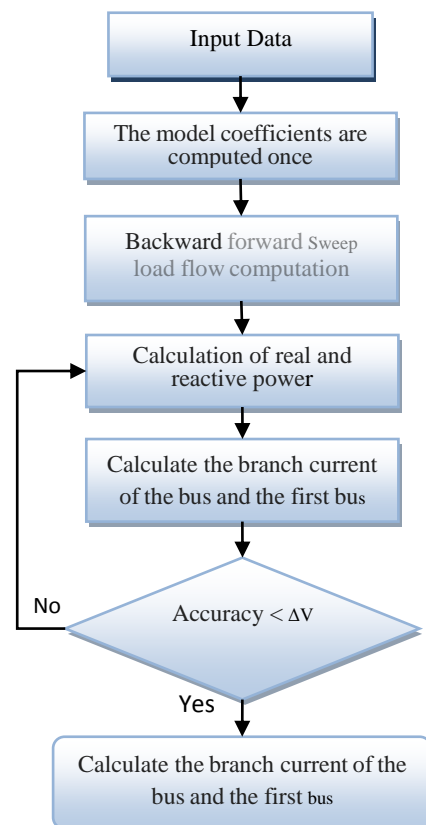 Input Data
The model coefficients are
computed once
Backward forward Sweep
load flow computation
Calculation of real and
reactive power
Calculate the branch current
of the bus and the first bus
Accuracy < ΔV
No
Yes
Calculate the branch current of the
bus and the first bus